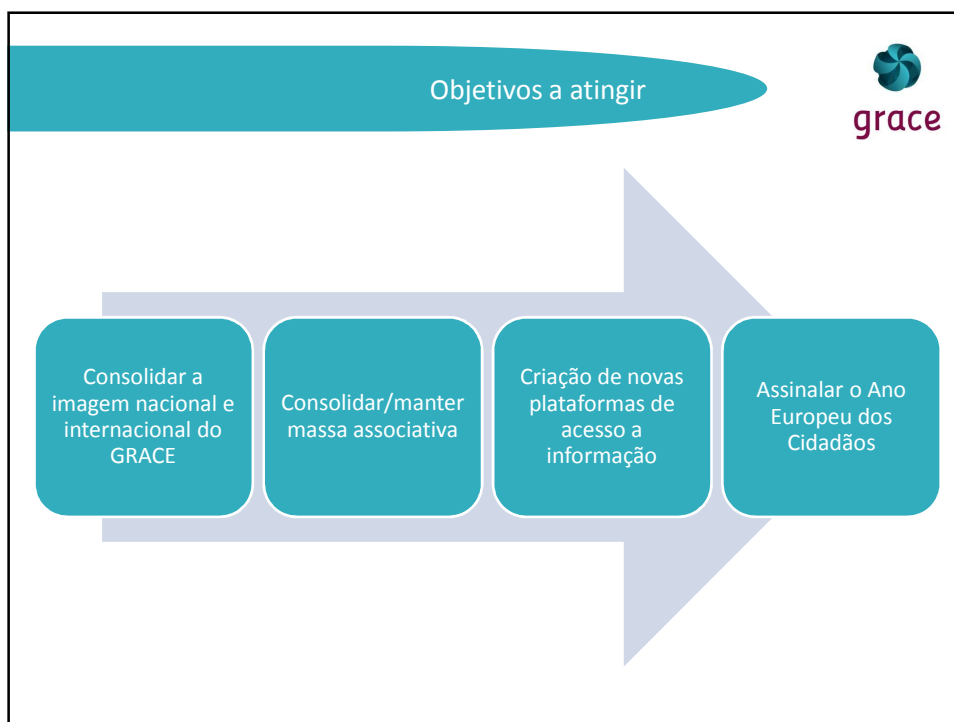 Objetivos a atingir
grace
Consolidar a
imagem nacional e
internacional do
GRACE
Consolidar/manter
massa associativa
Criação de novas
plataformas de
acesso a
informação
Assinalar o Ano
Europeu dos
Cidadãos